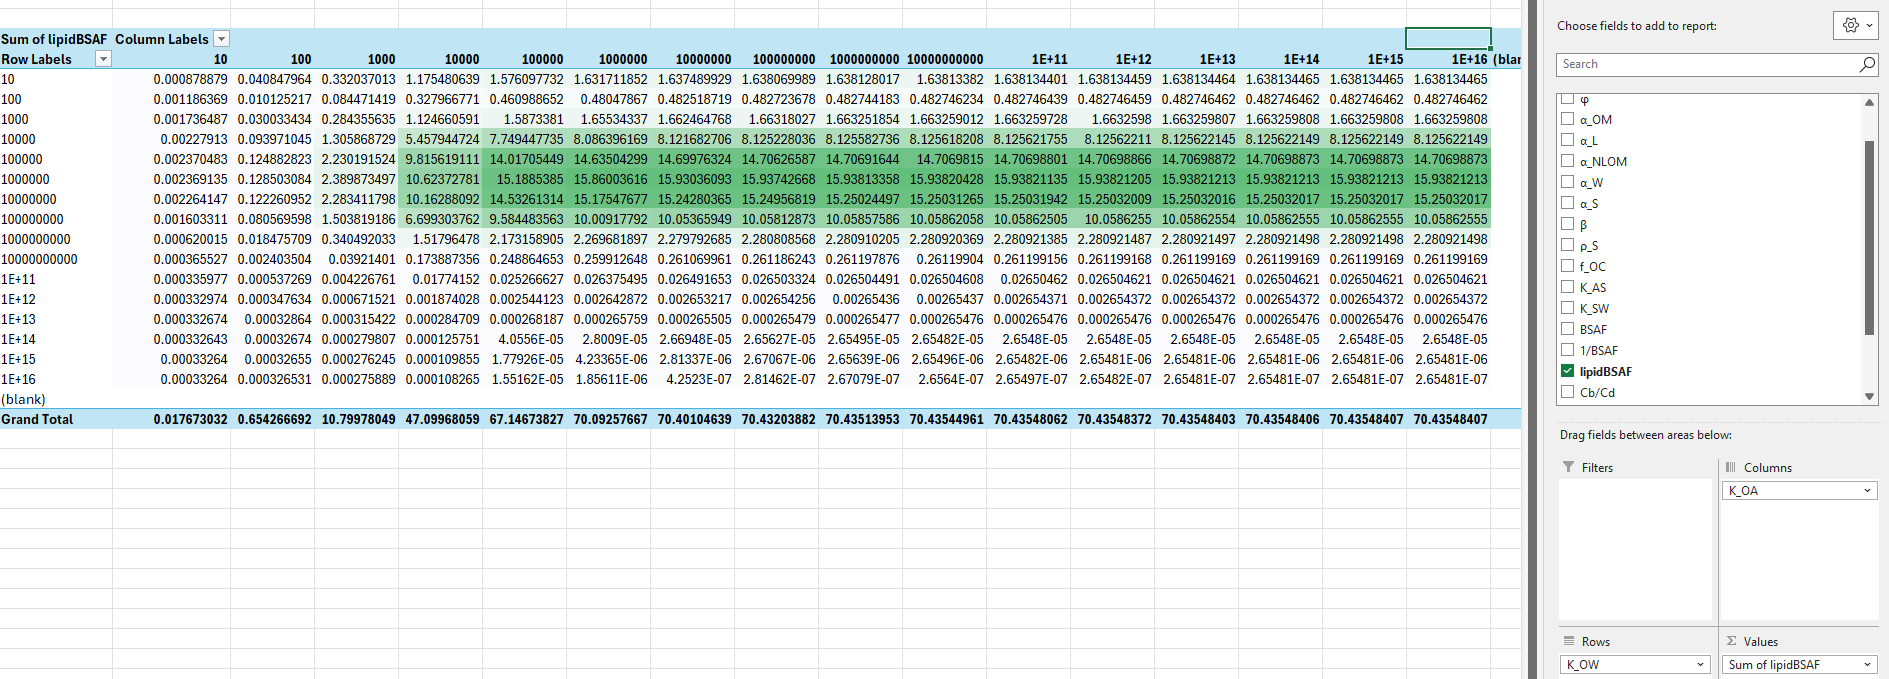 Sum of lipidBSAF Column Labels
Row Labels 10 100 1000 10000 100000 1000000 10000000 100000000 1000000000 10000000000 1E+11 1E+12 1E+13 1E+14 1E+15 1E+16 (blan
10 0.000878879 0.040847964 0.332037013 1.175480639 1.576097732 1.631711852 1.637489929 1.638069989 1.638128017 1.63813382 1.638134401 1.638134459 1.638134464 1.638134465 1.638134465 1.638134465
100 0.001186369 0.010125217 0.084471419 0.327966771 0.460988652 0.48047867 0.482518719 0.482723678 0.482744183 0.482746234 0.482746439 0.482746459 0.482746462 0.482746462 0.482746462 0.482746462
1000 0.001736487 0.030033434 0.284355635 1.124660591 1.5873381 1.65534337 1.662464768 1.66318027 1.663251854 1.663259012 1.663259728 1.6632598 1.663259807 1.663259808 1.663259808 1.663259808
10000 0.00227913 0.093971045 1.305868729 5.457944724 7.749447735 8.086396169 8.121682706 8.125228036 8.125582736 8.125618208 8.125621755 8.12562211 8.125622145 8.125622149 8.125622149 8.125622149
100000 0.002370483 0.124882823 2.230191524 9.815619111 14.01705449 14.63504299 14.69976324 14.70626587 14.70691644 14.7069815 14.70698801 14.70698866 14.70698872 14.70698873 14.70698873 14.70698873
1000000 0.002369135 0.128503084 2.389873497 10.62372781 15.1885385 15.86003616 15.93036093 15.93742668 15.93813358 15.93820428 15.93821135 15.93821205 15.93821213 15.93821213 15.93821213 15.93821213
10000000 0.002264147 0.122260952 2.283411798 10.16288092 14.53261314 15.17547677 15.24280365 15.24956819 15.25024497 15.25031265 15.25031942 15.25032009 15.25032016 15.25032017 15.25032017 15.25032017
100000000 0.001603311 0.080569598 1.503819186 6.699303762 9.584483563 10.00917792 10.05365949 10.05812873 10.05857586 10.05862058 10.05862505 10.0586255 10.05862554 10.05862555 10.05862555 10.05862555
1000000000 0.000620015 0.018475709 0.340492033 1.51796478 2.173158905 2.269681897 2.279792685 2.280808568 2.280910205 2.280920369 2.280921385 2.280921487 2.280921497 2.280921498 2.280921498 2.280921498
10000000000 0.000365527 0.002403504 0.03921401 0.173887356 0.248864653 0.259912648 0.261069961 0.261186243 0.261197876 0.26119904 0.261199156 0.261199168 0.261199169 0.261199169 0.261199169 0.261199169
1E+11 0.000335977 0.000537269 0.004226761 0.01774152 0.025266627 0.026375495 0.026491653 0.026503324 0.026504491 0.026504608 0.02650462 0.026504621 0.026504621 0.026504621 0.026504621 0.026504621
1E+12 0.000332974 0.000347634 0.000671521 0.001874028 0.002544123 0.002642872 0.002653217 0.002654256 0.00265436 0.00265437 0.002654371 0.002654372 0.002654372 0.002654372 0.002654372 0.002654372
1E+13 0.000332674 0.00032864 0.000315422 0.000284709 0.000268187 0.000265759 0.000265505 0.000265479 0.000265477 0.000265476 0.000265476 0.000265476 0.000265476 0.000265476 0.000265476 0.000265476
1E+14 0.000332643 0.00032674 0.000279807 0.000125751 4.0556E-05 2.8009E-05 2.66948E-05 2.65627E-05 2.65495E-05 2.65482E-05 2.6548E-05 2.6548E-05 2.6548E-05 2.6548E-05 2.6548E-05 2.6548E-05
1E+15 0.00033264 0.00032655 0.000276245 0.000109855 1.77926E-05 4.23365E-06 2.81337E-06 2.67067E-06 2.65639E-06 2.65496E-06 2.65482E-06 2.65481E-06 2.65481E-06 2.65481E-06 2.65481E-06 2.65481E-06
1E+16 0.00033264 0.000326531 0.000275889 0.000108265 1.55162E-05 1.85611E-06 4.2523E-07 2.81462E-07 2.67079E-07 2.6564E-07 2.65497E-07 2.65482E-07 2.65481E-07 2.65481E-07 2.65481E-07 2.65481E-07
(blank)
Grand Total 0.017673032 0.654266692 10.79978049 47.09968059 67.14673827 70.09257667 70.40104639 70.43203882 70.43513953 70.43544961 70.43548062 70.43548372 70.43548403 70.43548406 70.43548407 70.43548407
Choose fields to add to report:
Search
φ
α_OM
α_L
α_NLOM
α_W
α_S
β
ρ_S
f_OC
K_AS
K_SW
BSAF
1/BSAF
lipidBSAF
Cb/Cd
Drag fields between areas below:
Filters
Columns
K_OA
Rows
K_OW
Σ Values
Sum of lipidBSAF